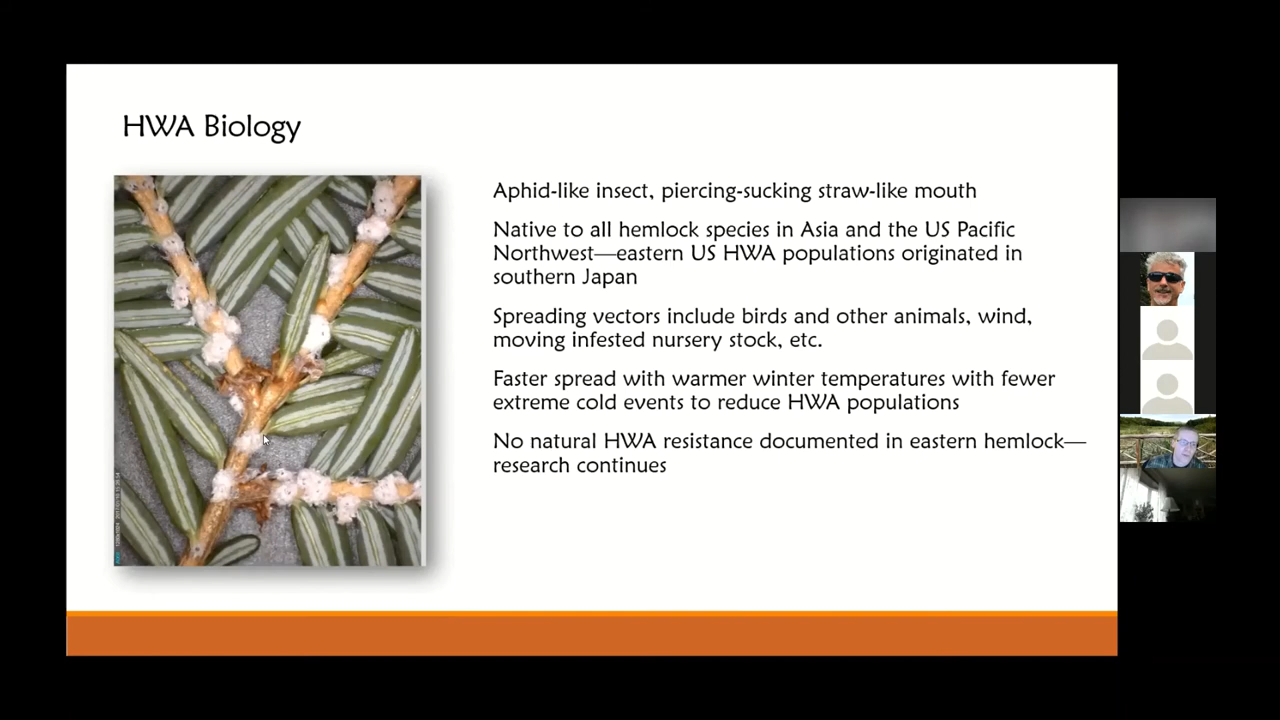 HWA Biology
Aphid-like insect, piercing-sucking straw-like mouth
Native to all hemlock species in Asia and the US Pacific
Northwest—eastern US HWA populations originated in
southern Japan
Spreading vectors include birds and other animals, wind,
moving infested nursery stock, etc.
Faster spread with warmer winter temperatures with fewer
extreme cold events to reduce HWA populations
No natural HWA resistance documented in eastern hemlock—
research continues